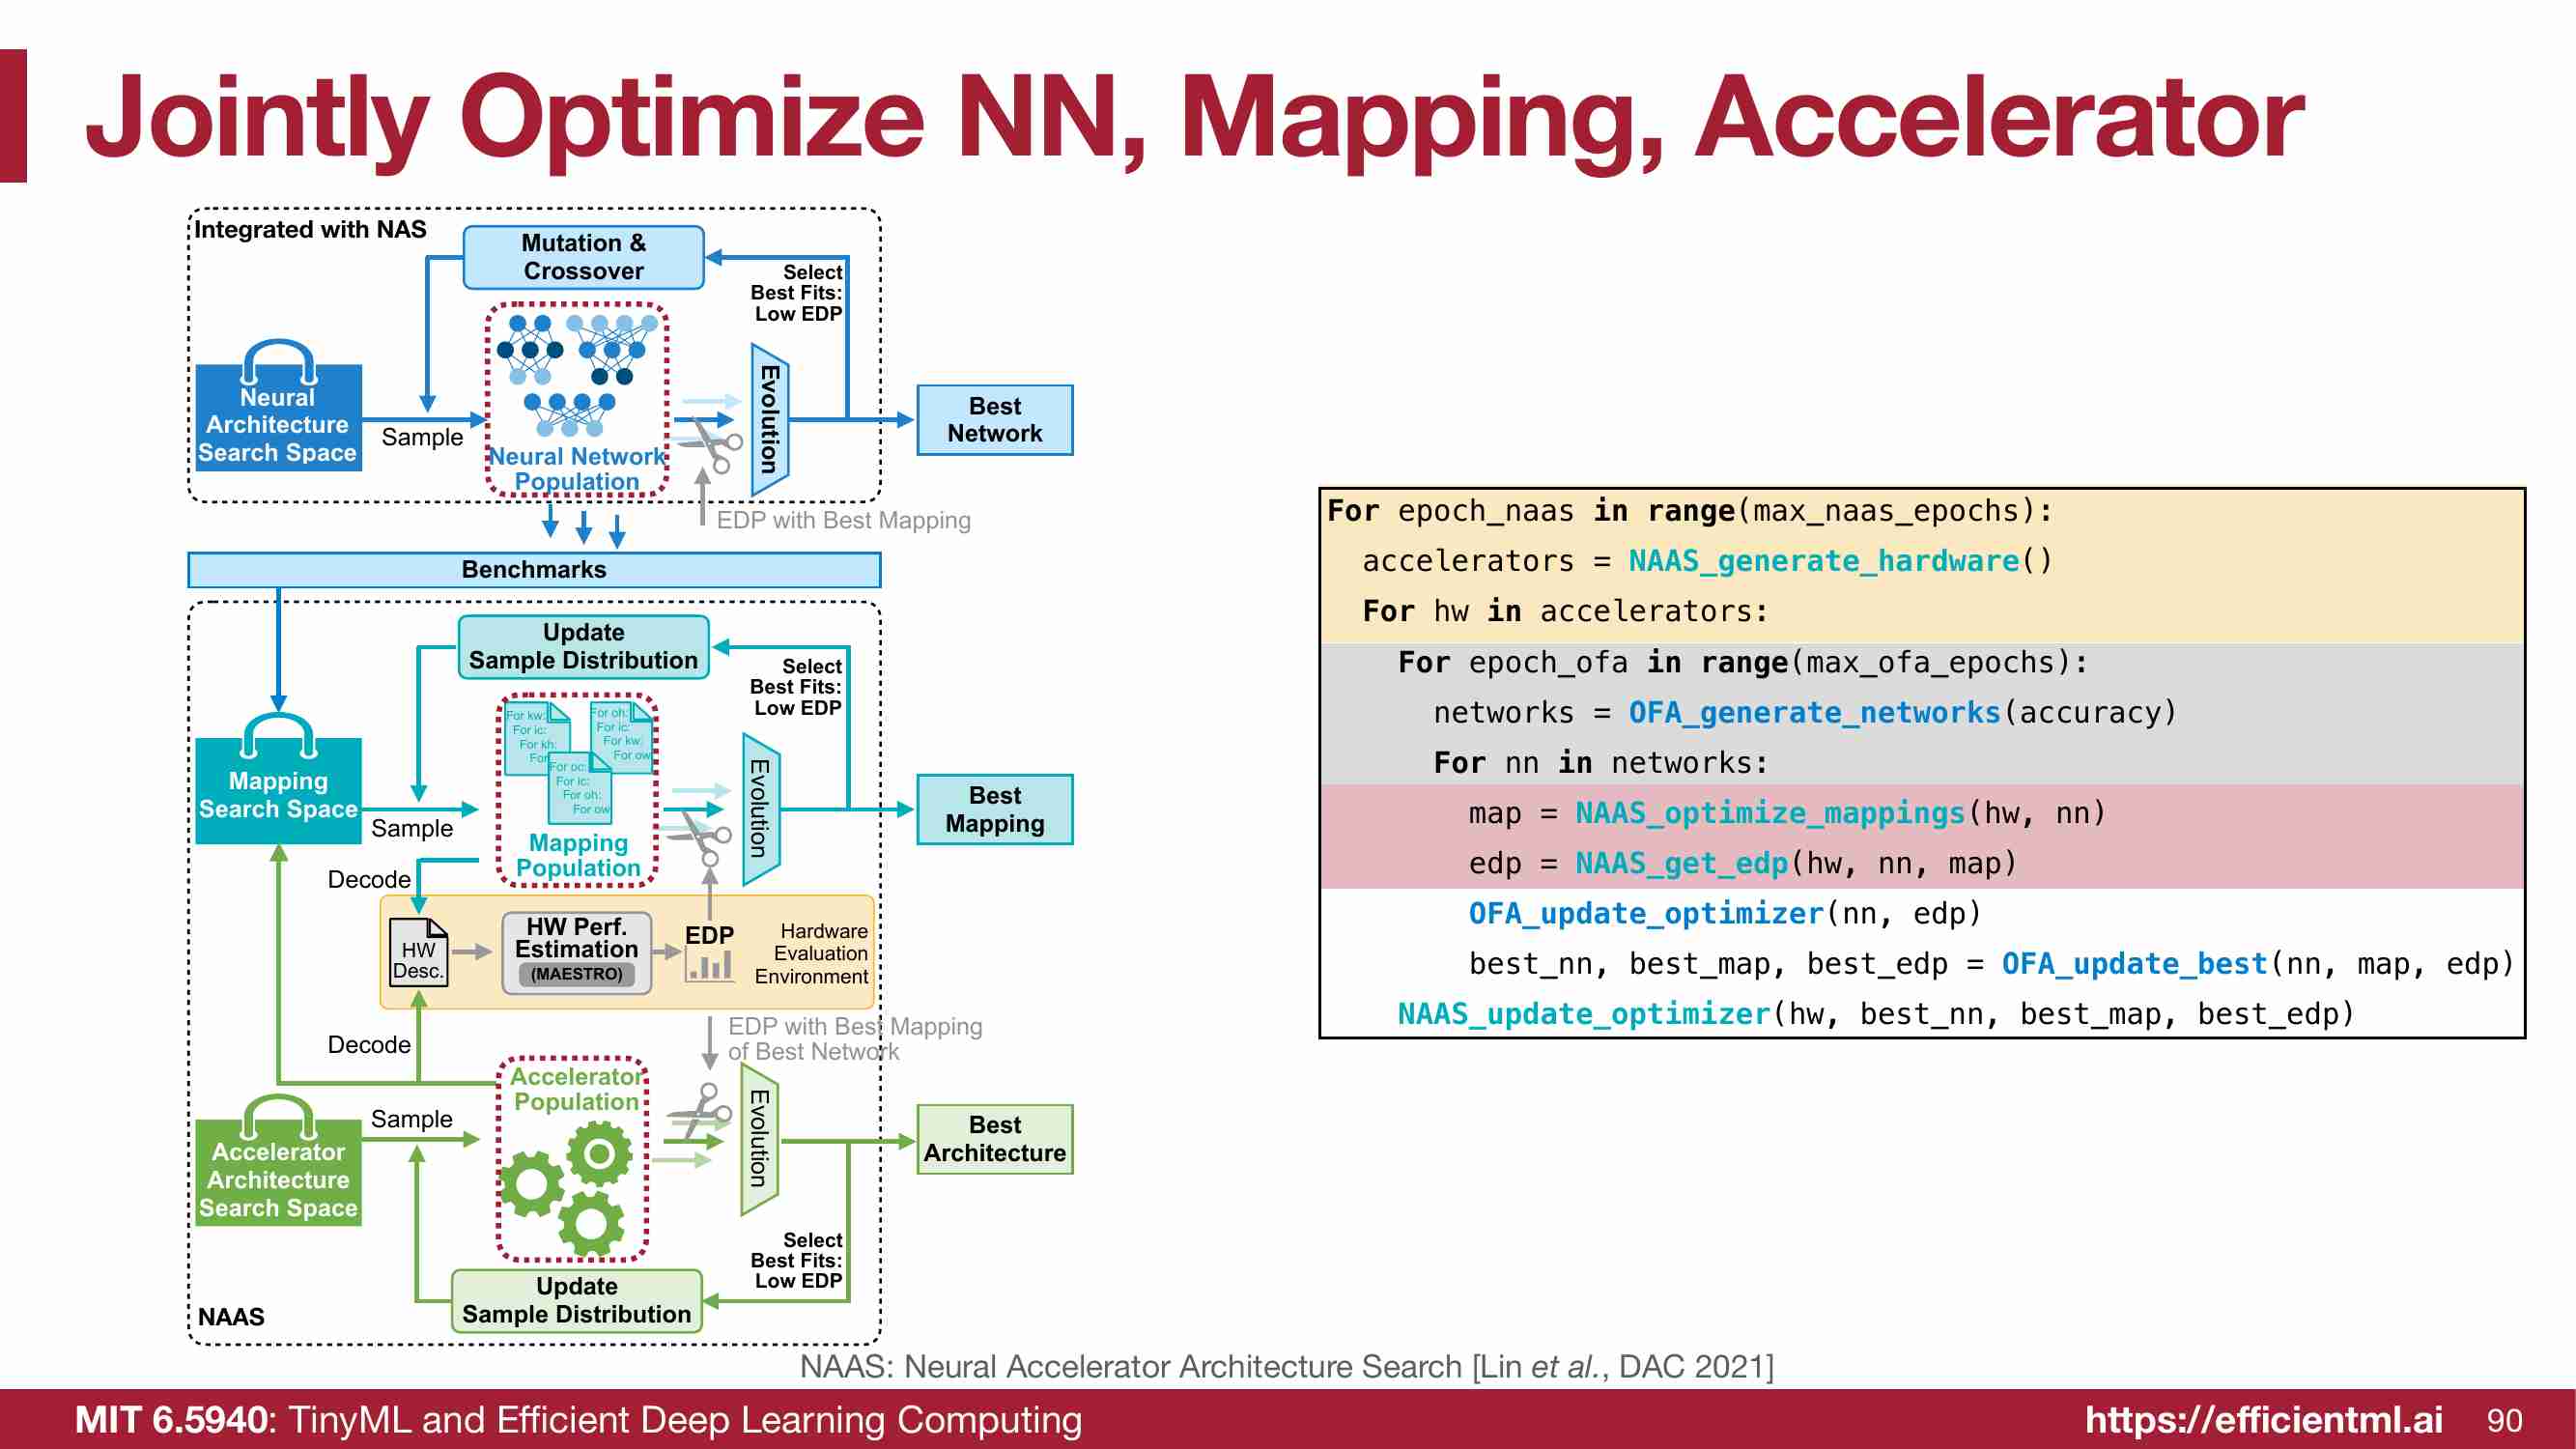 Jointly Optimize NN, Mapping, Accelerator
Integrated with NAS
Mutation &
Crossover
Select
Best Fits:
Low EDP
Neural
Architecture
Search Space
Sample
Neural Network
Population
Evolution
Best
Network
EDP with Best Mapping
Benchmarks
Update
Sample Distribution
Select
Best Fits:
Low EDP
For kw:
For ic:
For kh:
For
For oh:
For ic:
For kw:
For ow
For oc:
For ic:
For oh:
For ow
Mapping
Search Space
Sample
Mapping
Population
Evolution
Best
Mapping
Decode
HW
Desc.
HW Perf.
Estimation
(MAESTRO)
EDP
Hardware
Evaluation
Environment
EDP with Best Mapping
of Best Network
Decode
Accelerator
Population
Sample
Accelerator
Architecture
Search Space
Evolution
Best
Architecture
Select
Best Fits:
Low EDP
Update
Sample Distribution
NAAS
For epoch_naas in range(max_naas_epochs):
accelerators = NAAS_generate_hardware()
For hw in accelerators:
For epoch_ofa in range(max_ofa_epochs):
networks = OFA_generate_networks(accuracy)
For nn in networks:
map = NAAS_optimize_mappings(hw, nn)
edp = NAAS_get_edp(hw, nn, map)
OFA_update_optimizer(nn, edp)
best_nn, best_map, best_edp = OFA_update_best(nn, map, edp)
NAAS_update_optimizer(hw, best_nn, best_map, best_edp)
NAAS: Neural Accelerator Architecture Search [Lin et al., DAC 2021]
MIT 6.5940: TinyML and Efficient Deep Learning Computing
https://efficientml.ai
90